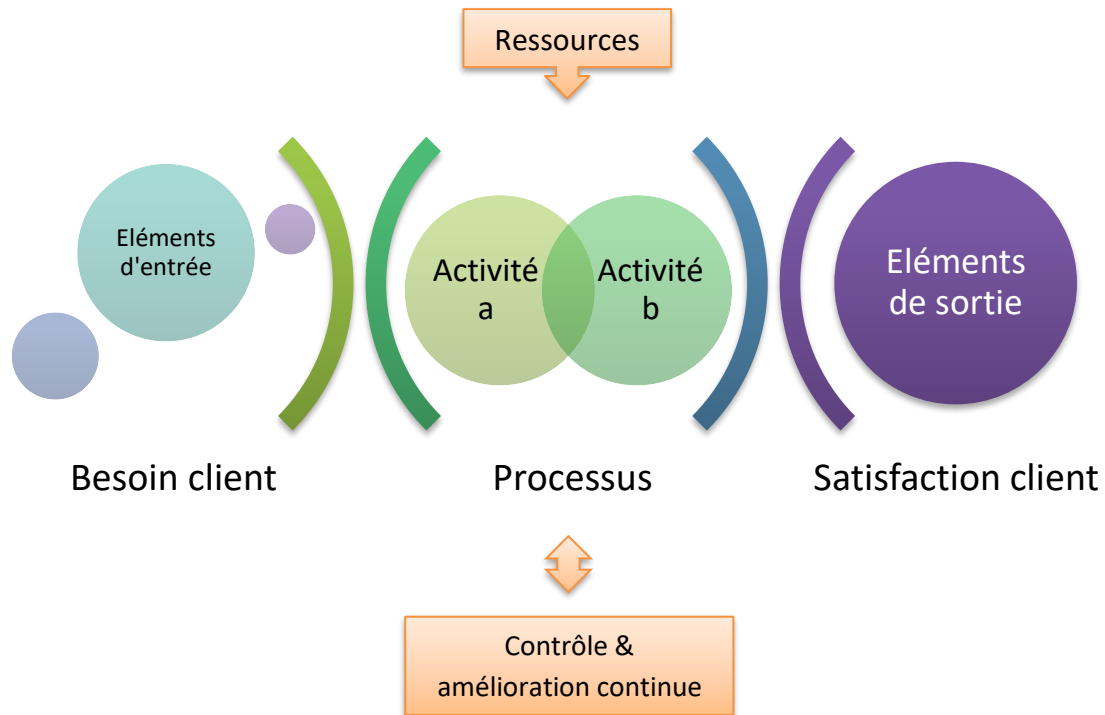 Ressources
Eléments
d'entrée
Activité
a
Activité
b
Eléments
de sortie
Besoin client
Processus
Satisfaction client
Contrôle &
amélioration continue